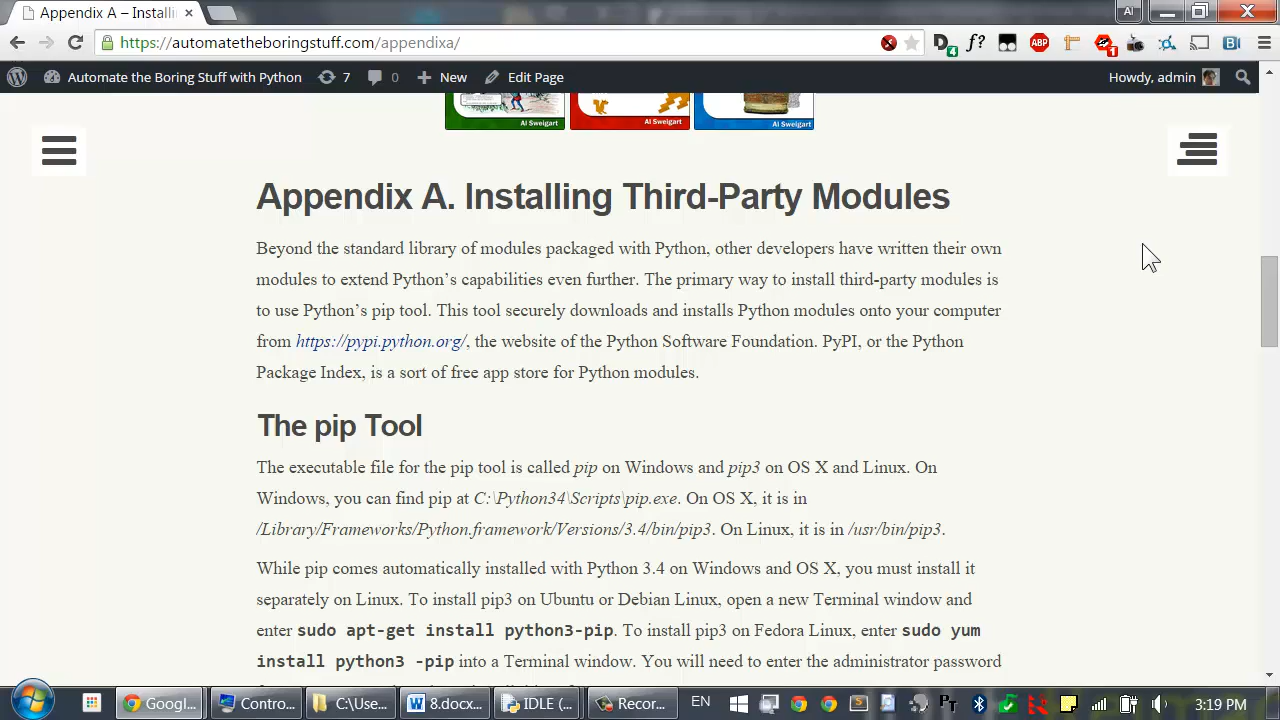 Appendix A – Installi
https://automatetheboringstuff.com/appendixa/
Automate the Boring Stuff with Python 7 0 New Edit Page Howdy, admin
Al Sweigart Al Sweigart Al Sweigart
Appendix A. Installing Third-Party Modules
Beyond the standard library of modules packaged with Python, other developers have written their own
modules to extend Python’s capabilities even further. The primary way to install third-party modules is
to use Python’s pip tool. This tool securely downloads and installs Python modules onto your computer
from https://pypi.python.org/, the website of the Python Software Foundation. PyPI, or the Python
Package Index, is a sort of free app store for Python modules.
The pip Tool
The executable file for the pip tool is called pip on Windows and pip3 on OS X and Linux. On
Windows, you can find pip at C:\Python34\Scripts\pip.exe. On OS X, it is in
/Library/Frameworks/Python.framework/Versions/3.4/bin/pip3. On Linux, it is in /usr/bin/pip3.
While pip comes automatically installed with Python 3.4 on Windows and OS X, you must install it
separately on Linux. To install pip3 on Ubuntu or Debian Linux, open a new Terminal window and
enter sudo apt-get install python3-pip. To install pip3 on Fedora Linux, enter sudo yum
install python3 -pip into a Terminal window. You will need to enter the administrator password
Googl... Contro... C:\Use... 8.docx... IDLE (... Recor... EN 3:19 PM